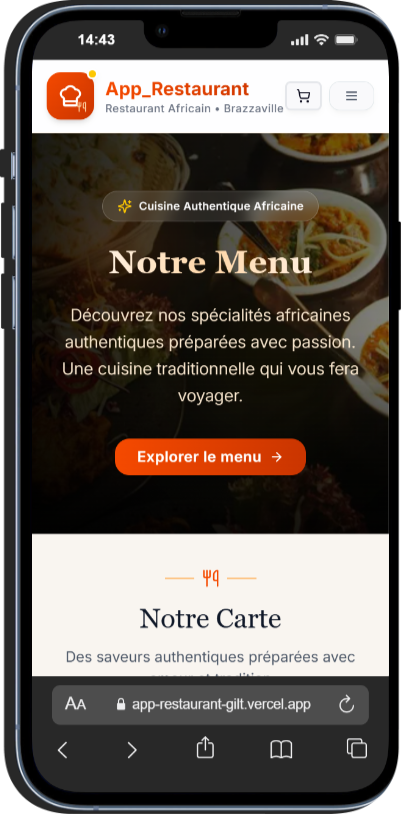 14:43
App_Restaurant
Restaurant Africain • Brazzaville
Cuisine Authentique Africaine
Notre Menu
Découvrez nos spécialités africaines
authentiques préparées avec passion.
Une cuisine traditionnelle qui vous fera
voyager.
Explorer le menu →
Notre Carte
Des saveurs authentiques préparées avec
AA app-restaurant-gilt.vercel.app